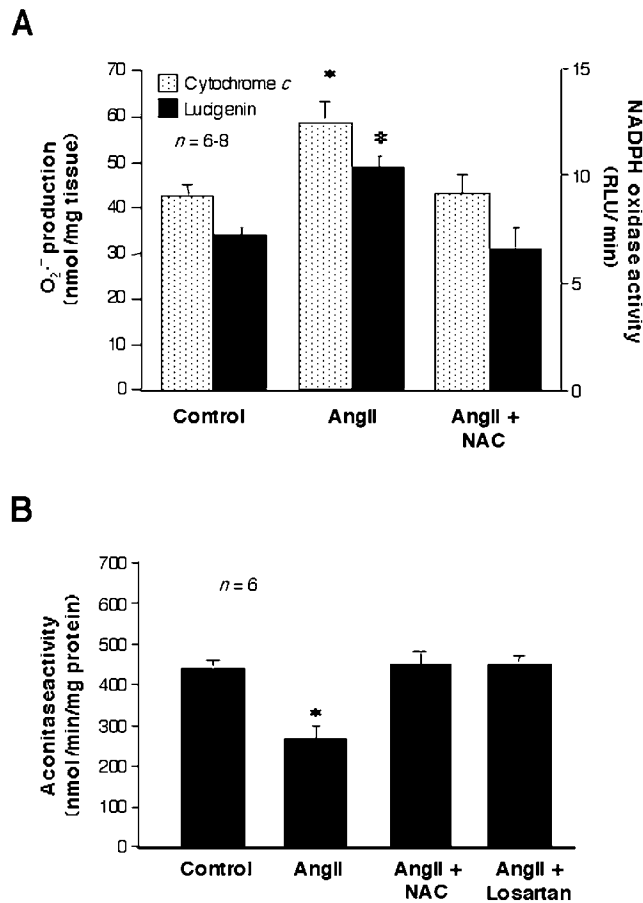 A
Cytochrome c
Lucigenin
n = 6-8
O₂·⁻ production
(nmol/mg tissue)
70
60
50
40
30
20
10
0
*
‡
15
10
5
0
NADPH oxidase activity
(RLU/ min)
Control
AngII
AngII +
NAC
B
n = 6
Aconitaseactivity
(nmol/min/mg protein)
700
600
500
400
300
200
100
0
*
Control
AngII
AngII +
NAC
AngII +
Losartan